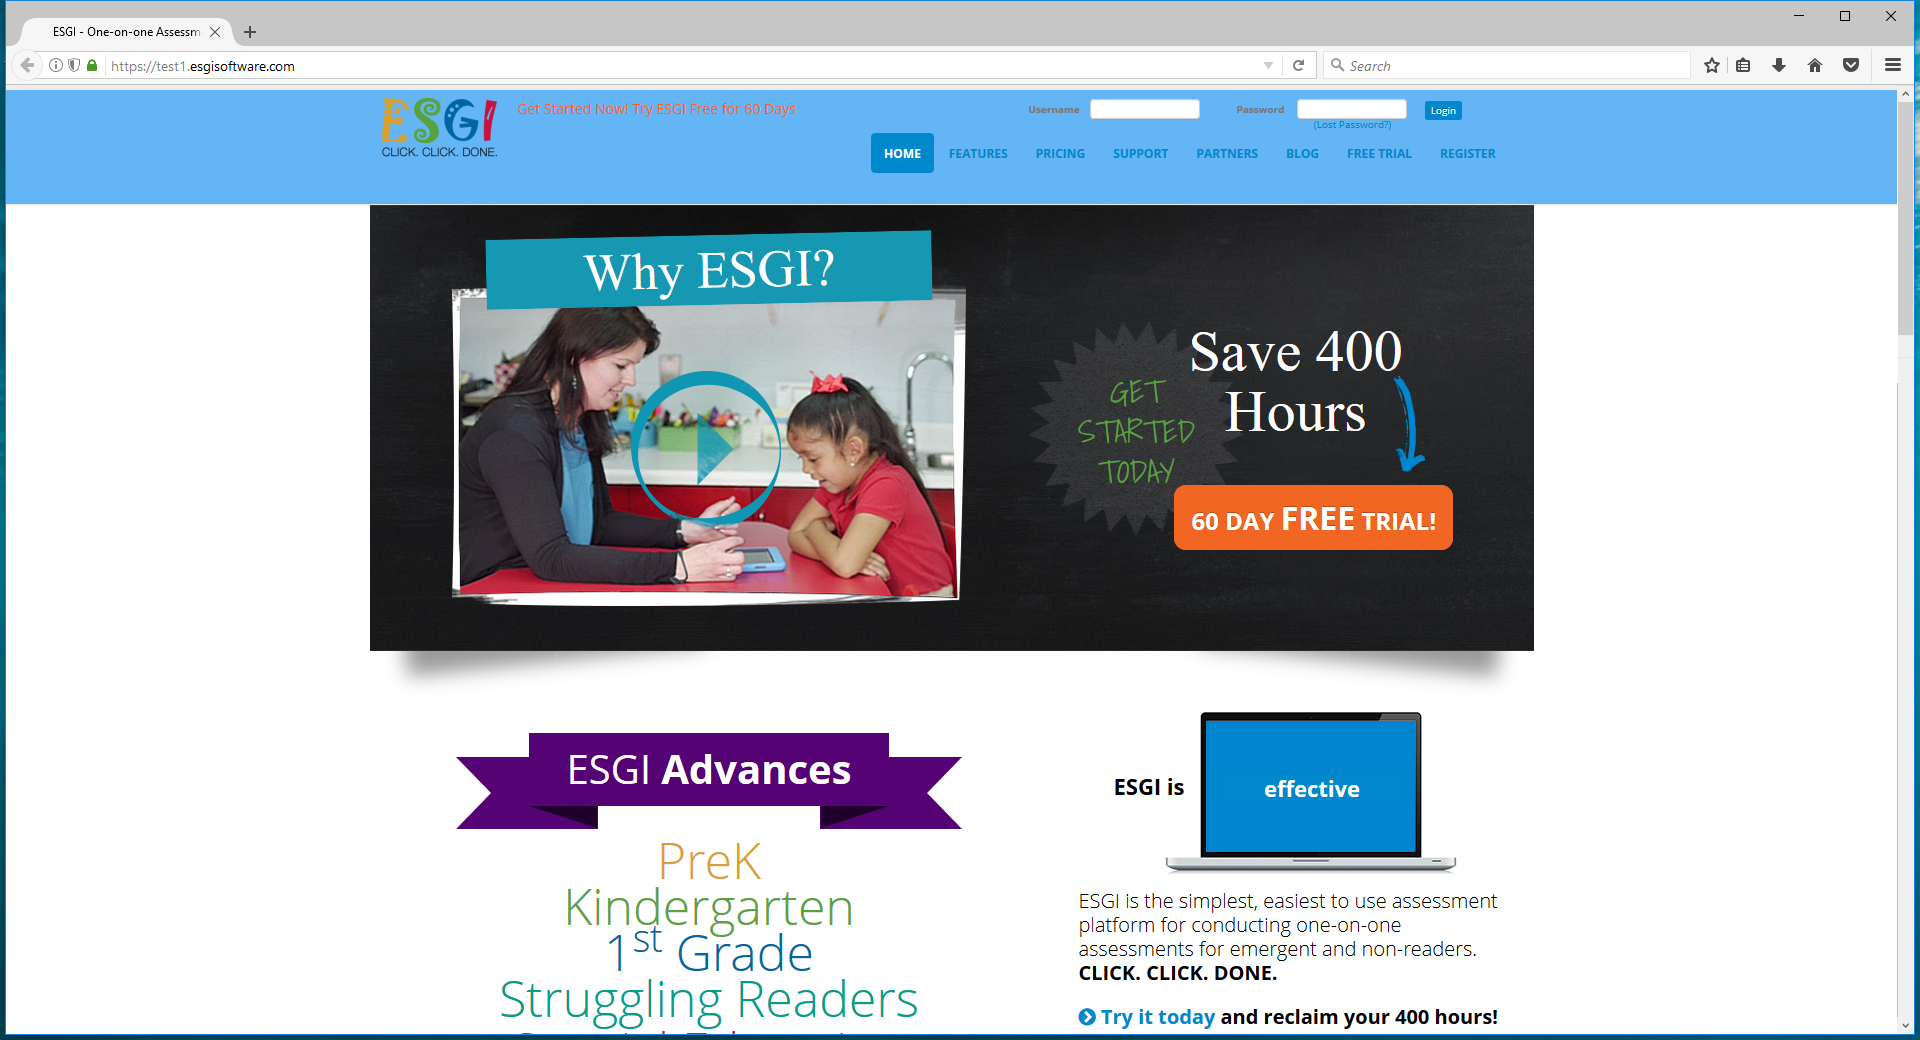 ESGI - One-on-one Assessm
https://test1.esgisoftware.com
Search
ESGI
CLICK. CLICK. DONE.
Get Started Now! Try ESGI Free for 60 Days
Username
Password
Login
(Lost Password?)
HOME
FEATURES
PRICING
SUPPORT
PARTNERS
BLOG
FREE TRIAL
REGISTER
Why ESGI?
GET
STARTED
TODAY
Save 400
Hours
60 DAY FREE TRIAL!
ESGI Advances
PreK
Kindergarten
1st Grade
Struggling Readers
ESGI is
effective
ESGI is the simplest, easiest to use assessment
platform for conducting one-on-one
assessments for emergent and non-readers.
CLICK. CLICK. DONE.
Try it today and reclaim your 400 hours!